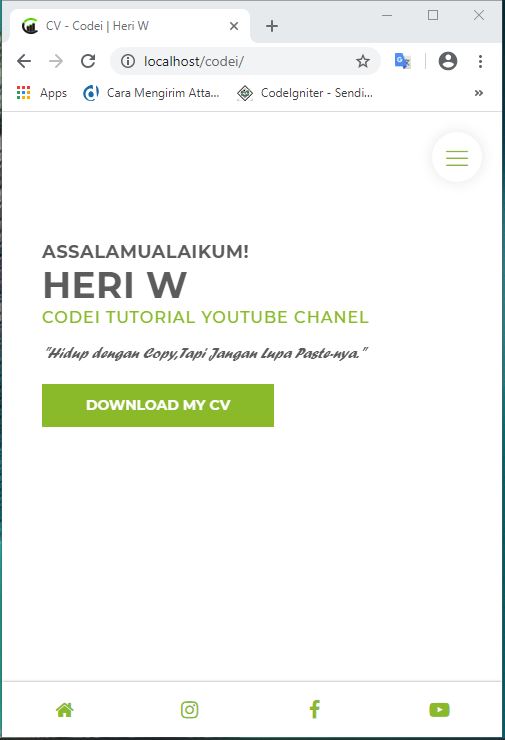 CV - Codei | Heri W
localhost/codei/
Apps
Cara Mengirim Atta...
CodeIgniter - Sendi...
ASSALAMUALAIKUM!
HERI W
CODEI TUTORIAL YOUTUBE CHANEL
"Hidup dengan Copy,Tapi Jangan Lupa Paste-nya."
DOWNLOAD MY CV